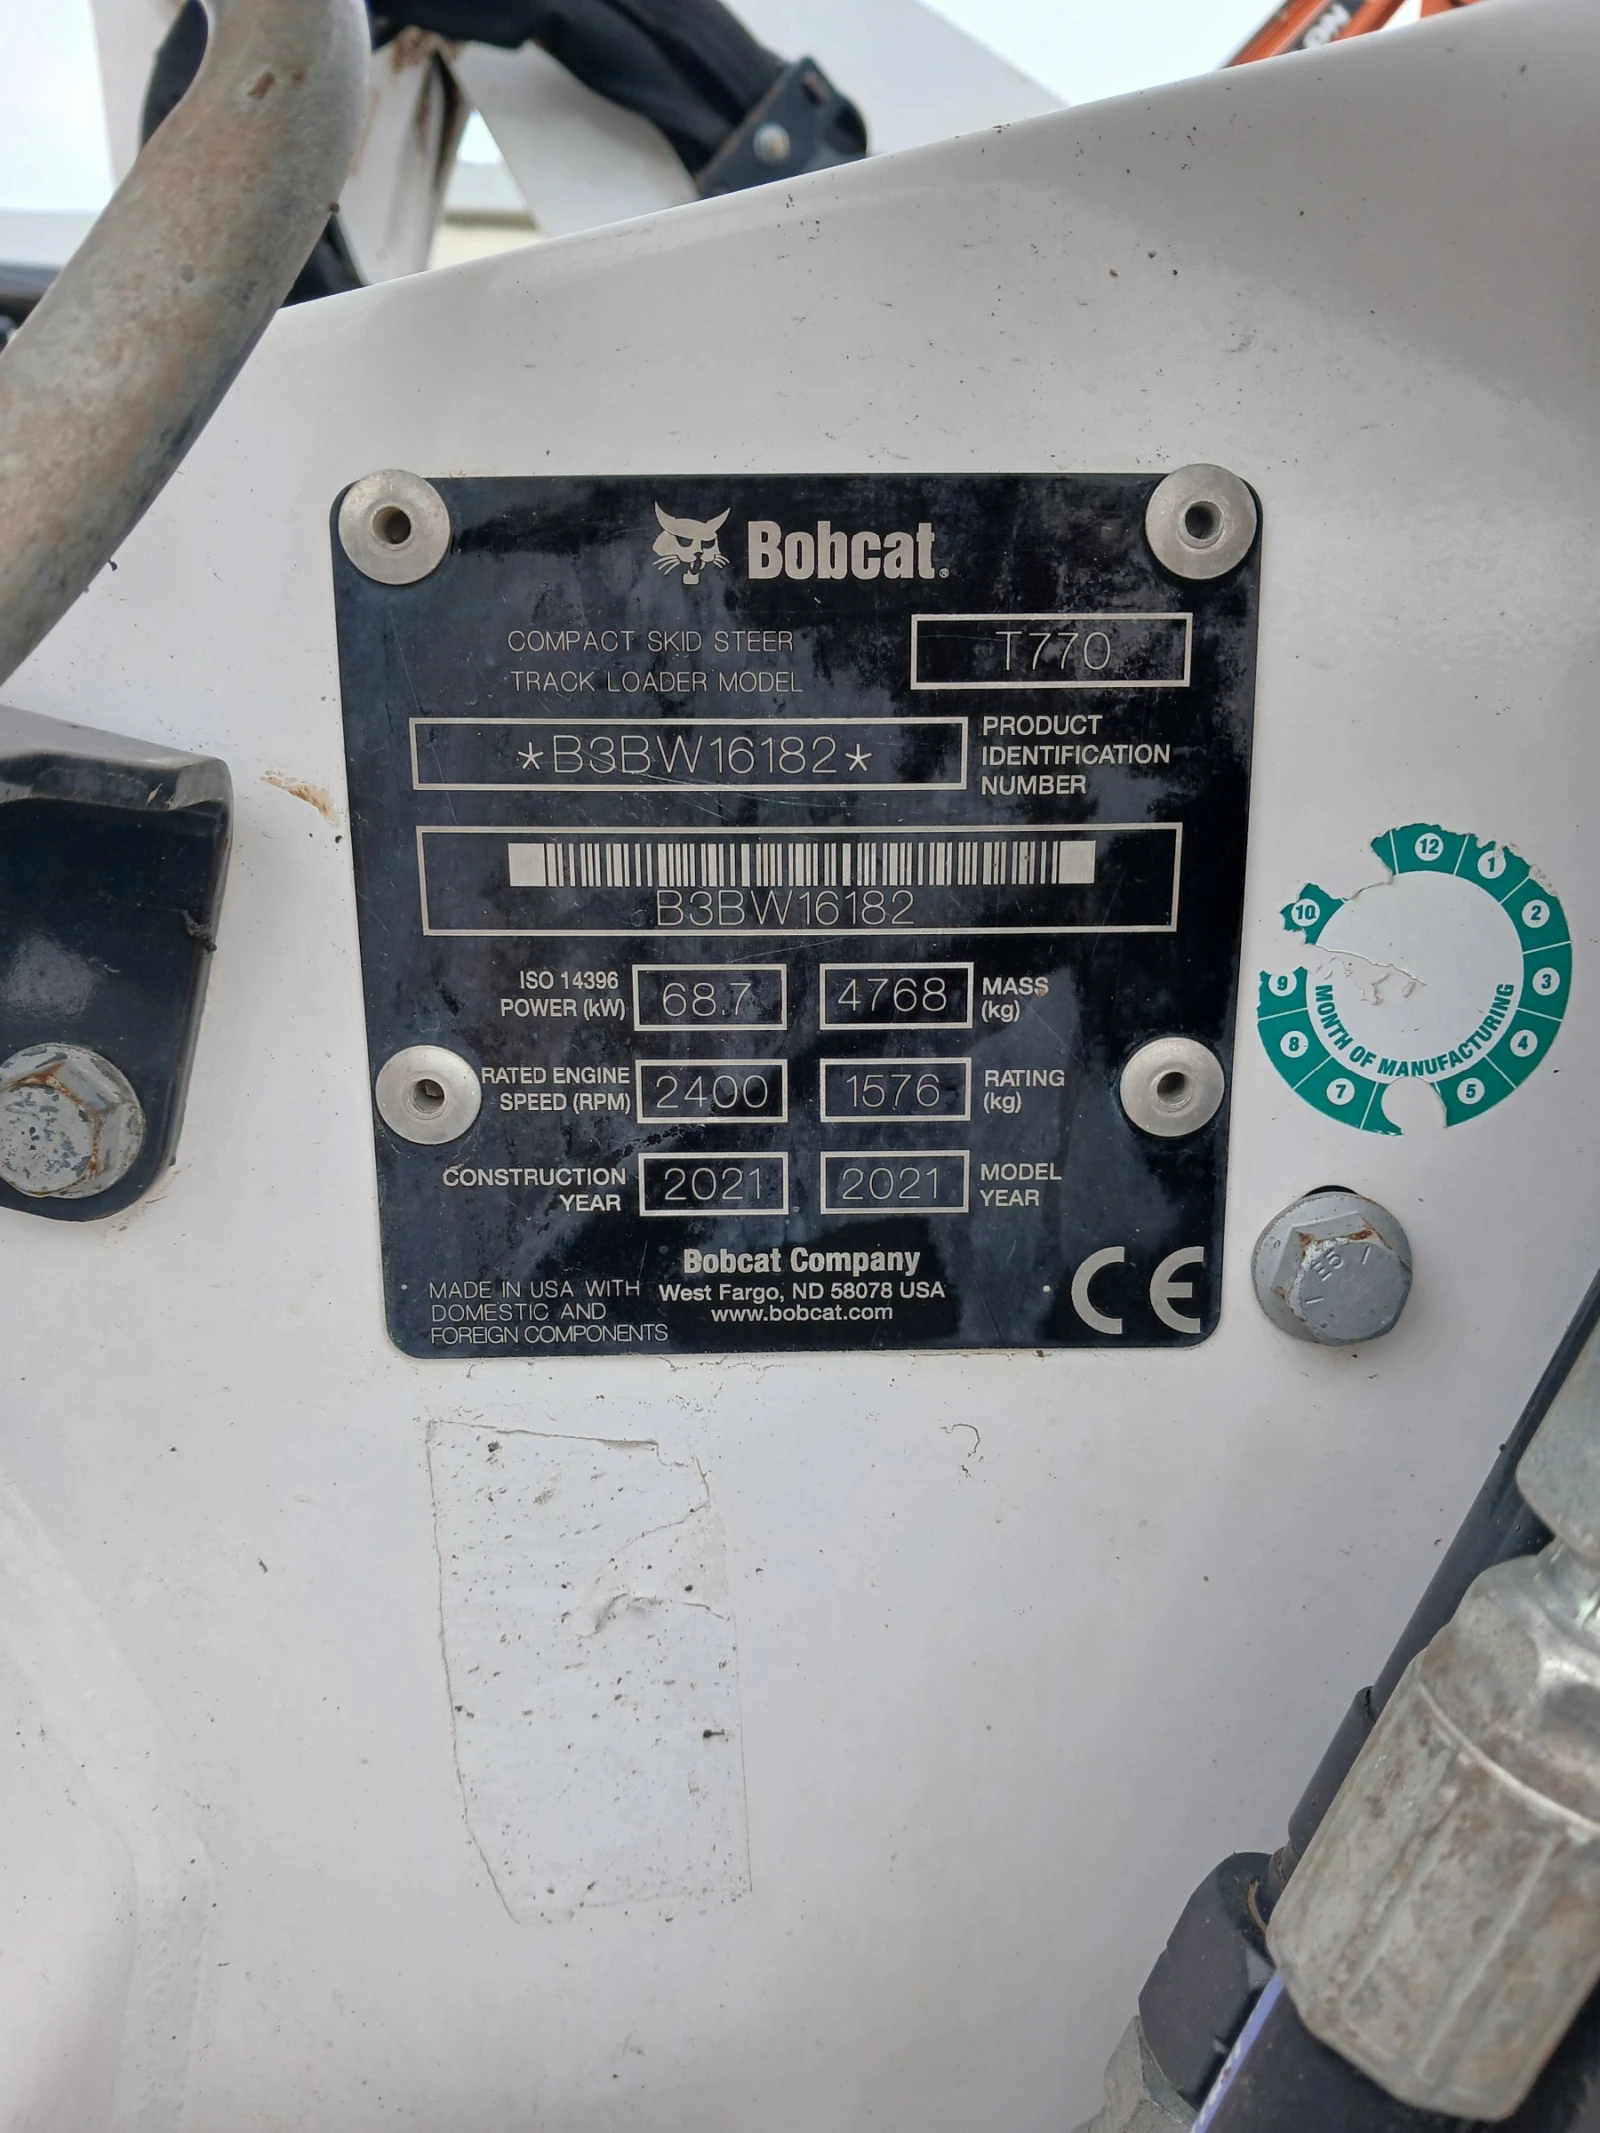 Bobcat®
COMPACT SKID STEER
TRACK LOADER MODEL
T770
*B3BW16182*
PRODUCT
IDENTIFICATION
NUMBER
B3BW16182
ISO 14396
POWER (kW)
68.7
4768
MASS
(kg)
RATED ENGINE
SPEED (RPM)
2400
1576
RATING
(kg)
CONSTRUCTION
YEAR
2021
2021
MODEL
YEAR
MADE IN USA WITH
DOMESTIC AND
FOREIGN COMPONENTS
Bobcat Company
West Fargo, ND 58078 USA
www.bobcat.com
CE
12
1
2
3
4
5
7
8
9
10
MONTH OF MANUFACTURING